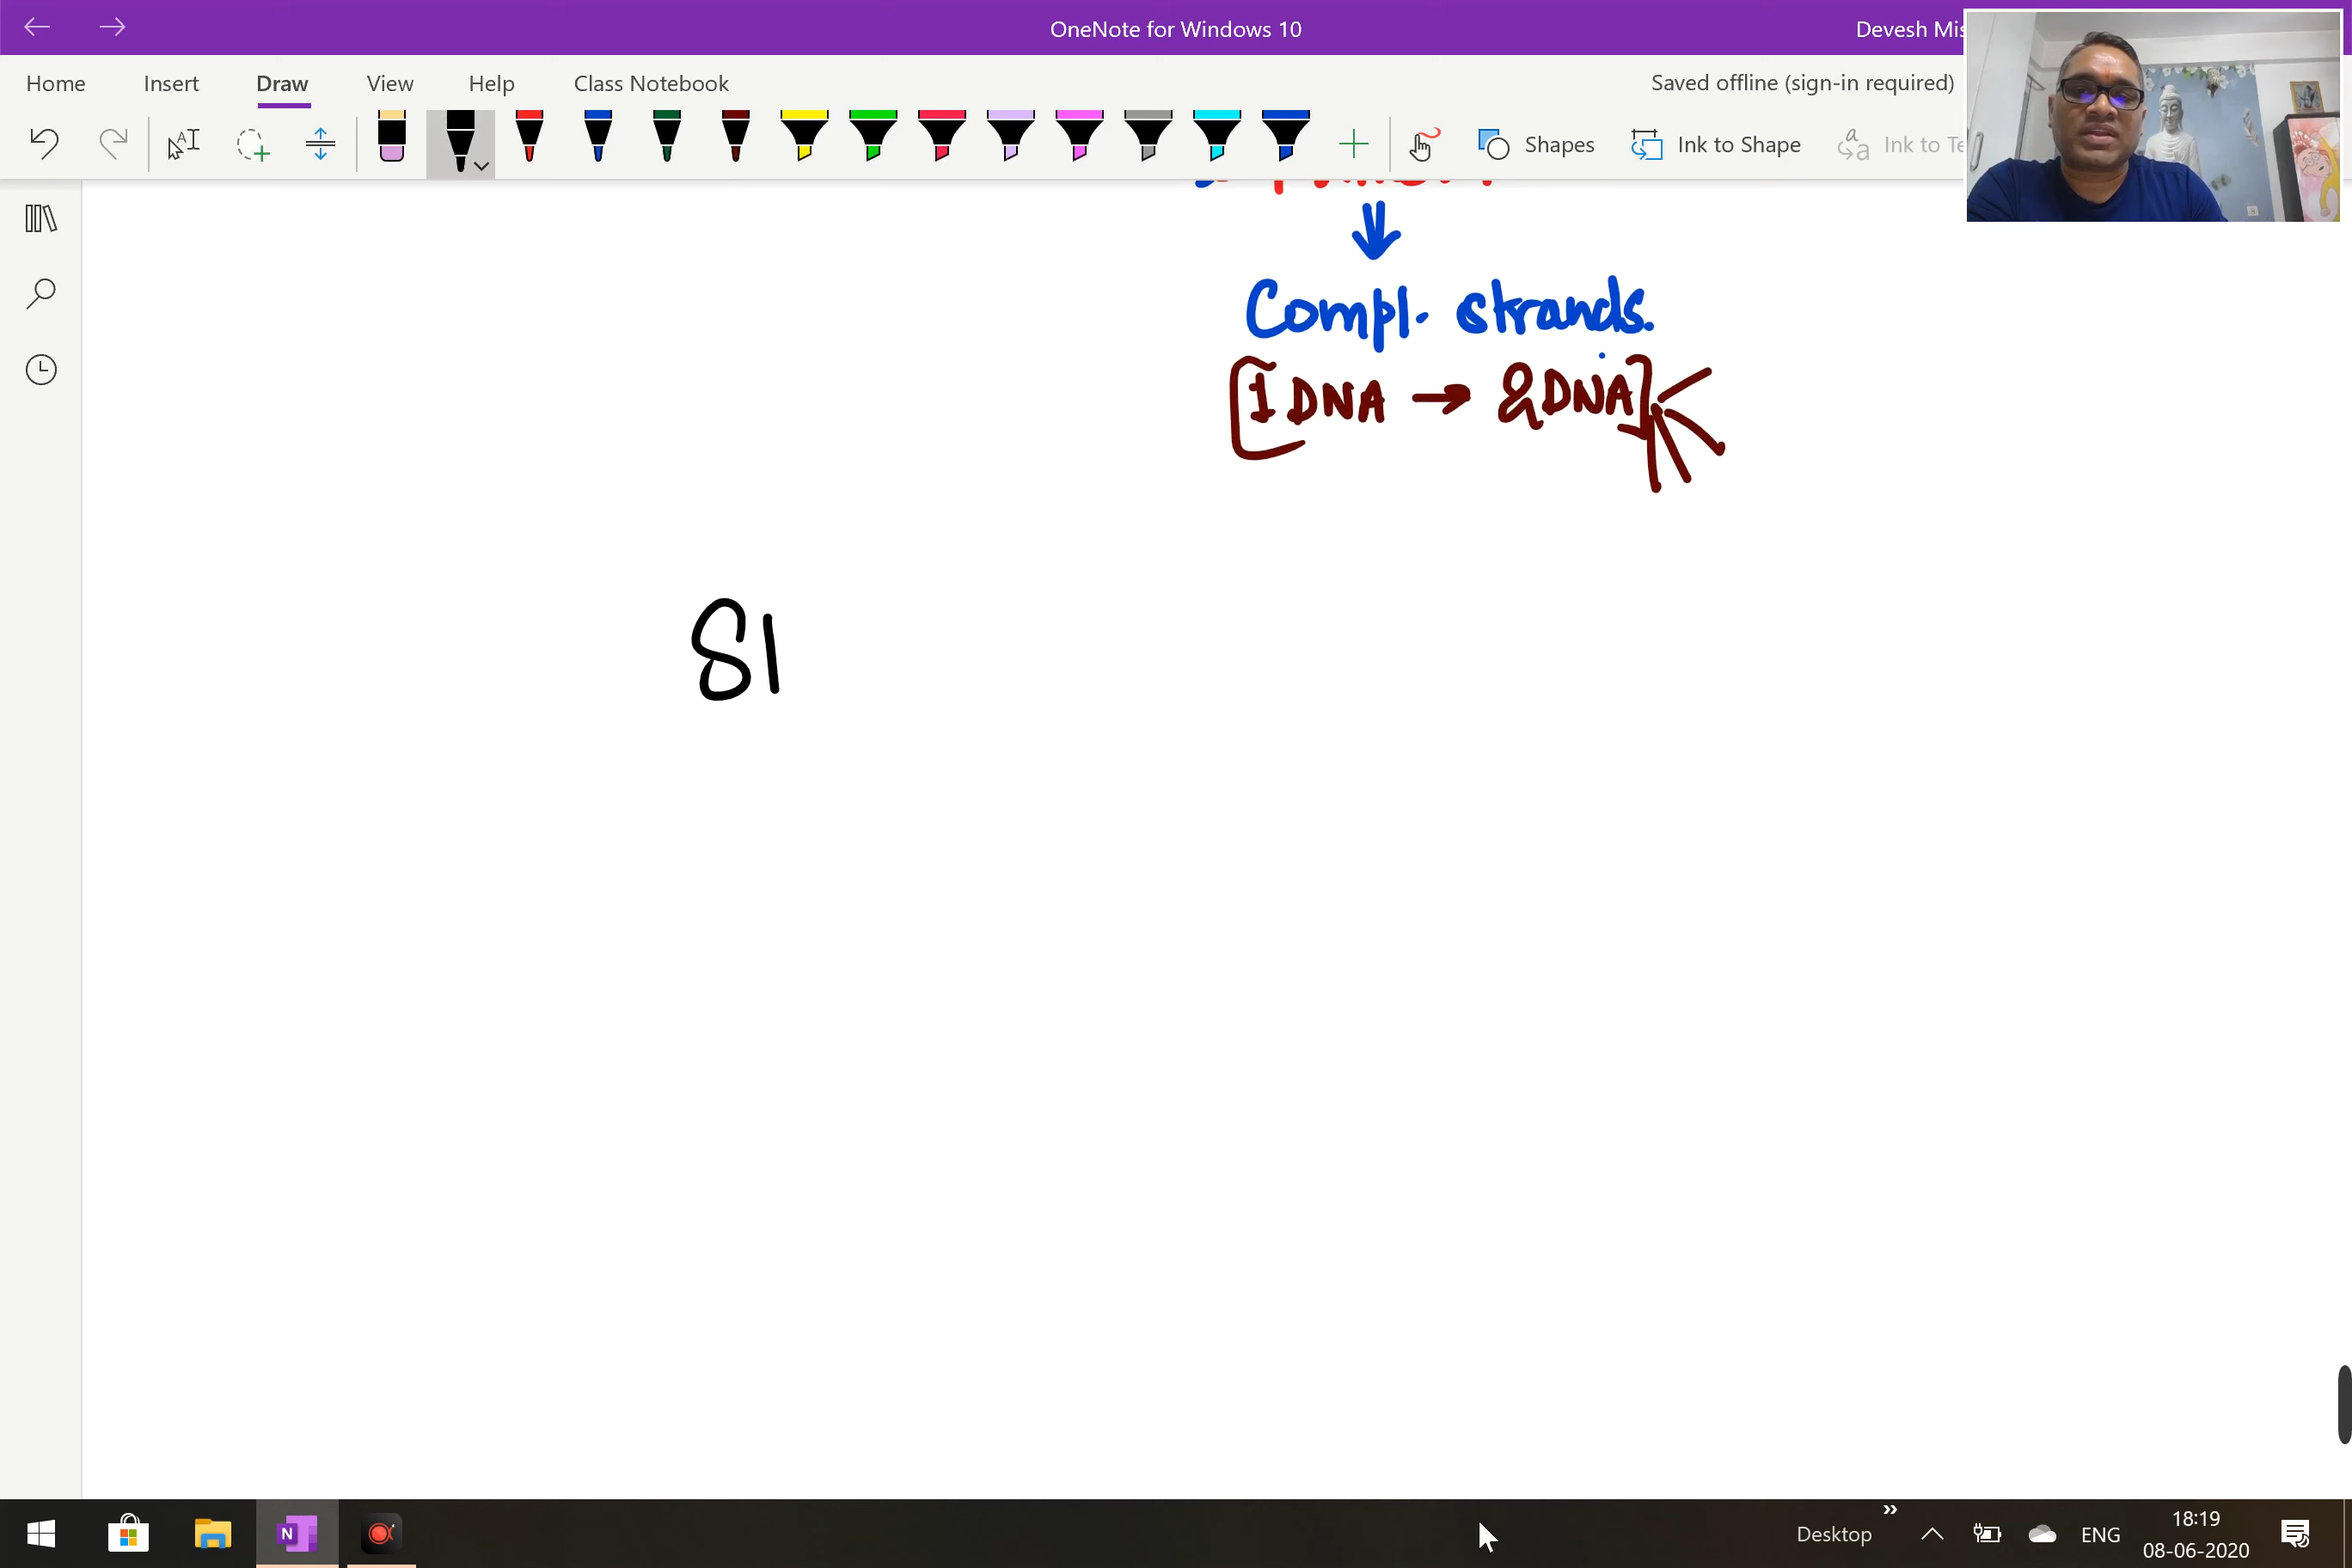 OneNote for Windows 10
Devesh Mis
Home Insert Draw View Help Class Notebook
Saved offline (sign-in required)
Shapes Ink to Shape Ink to Te
Compl. strands.
[1 DNA → 2DNA]
81
Desktop
ENG
18:19
08-06-2020